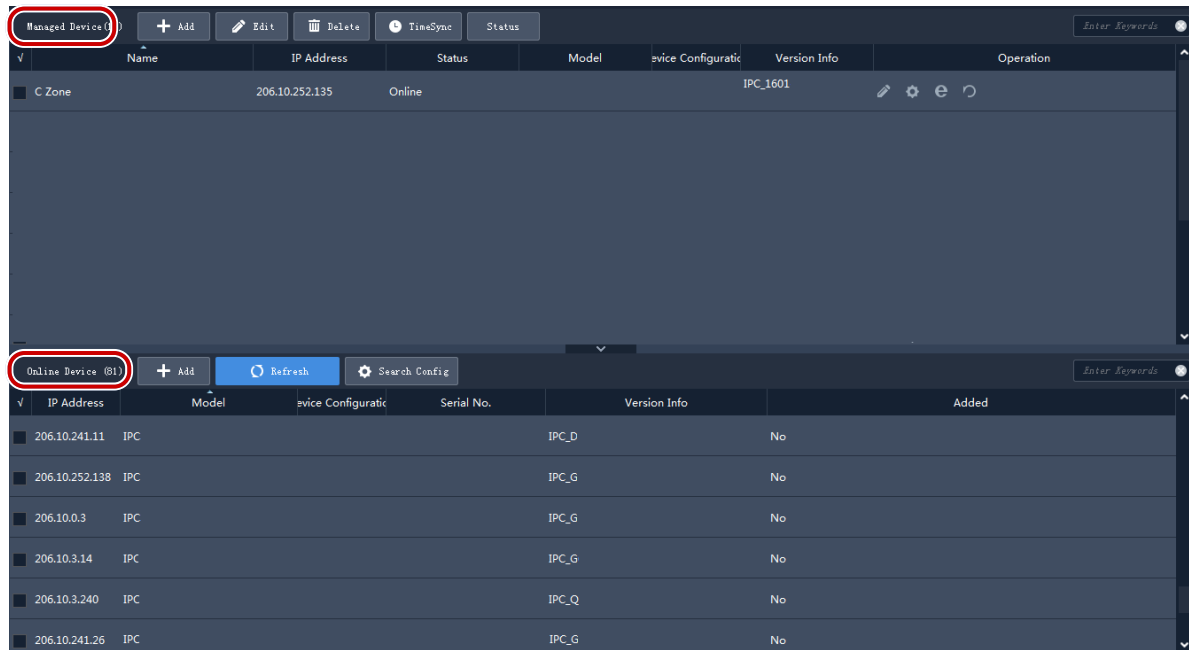 Managed Device( Add Edit Delete TimeSync Status Enter Keywords
√ Name IP Address Status Model evice Configuratio Version Info Operation
C Zone 206.10.252.135 Online IPC_1601
Online Device (81) Add Refresh Search Config Enter Keywords
√ IP Address Model evice Configuratio Serial No. Version Info Added
206.10.241.11 IPC IPC_D No
206.10.252.138 IPC IPC_G No
206.10.0.3 IPC IPC_G No
206.10.3.14 IPC IPC_G No
206.10.3.240 IPC IPC_Q No
206.10.241.26 IPC IPC_G No